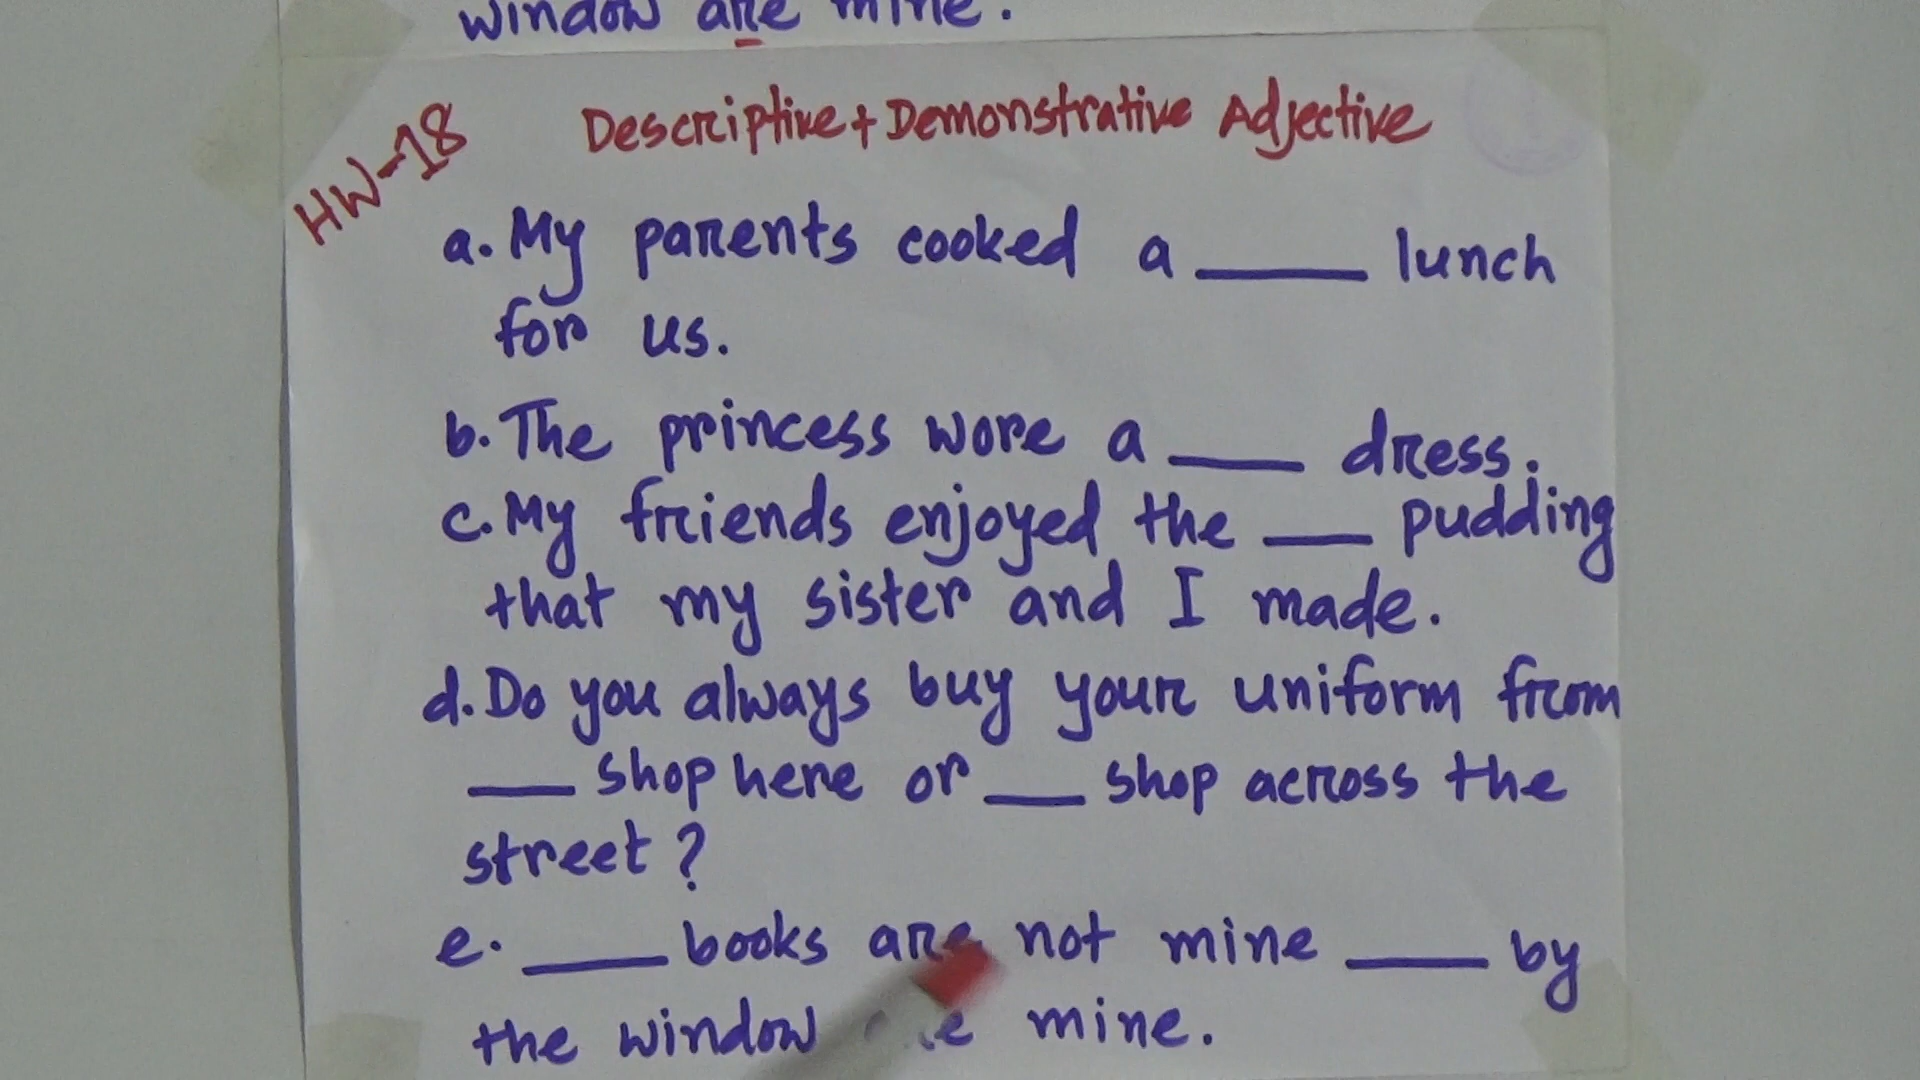 window are mine.
HW-18
Descriptive + Demonstrative Adjective
a. My parents cooked a ____ lunch
for us.
b. The princess wore a ____ dress.
c. My friends enjoyed the ____ pudding
that my sister and I made.
d. Do you always buy your uniform from
____ shop here or ____ shop across the
street?
e. ____ books are not mine ____ by
the window are mine.